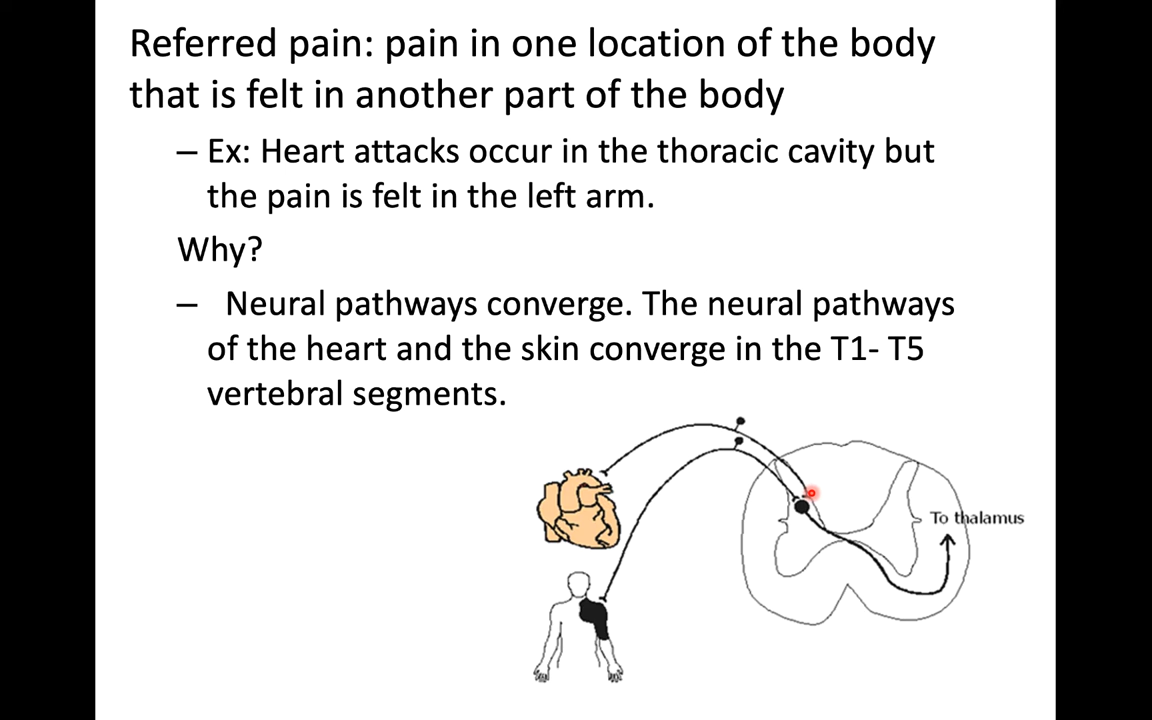 Referred pain: pain in one location of the body
that is felt in another part of the body
– Ex: Heart attacks occur in the thoracic cavity but
the pain is felt in the left arm.
Why?
– Neural pathways converge. The neural pathways
of the heart and the skin converge in the T1- T5
vertebral segments.
To thalamus